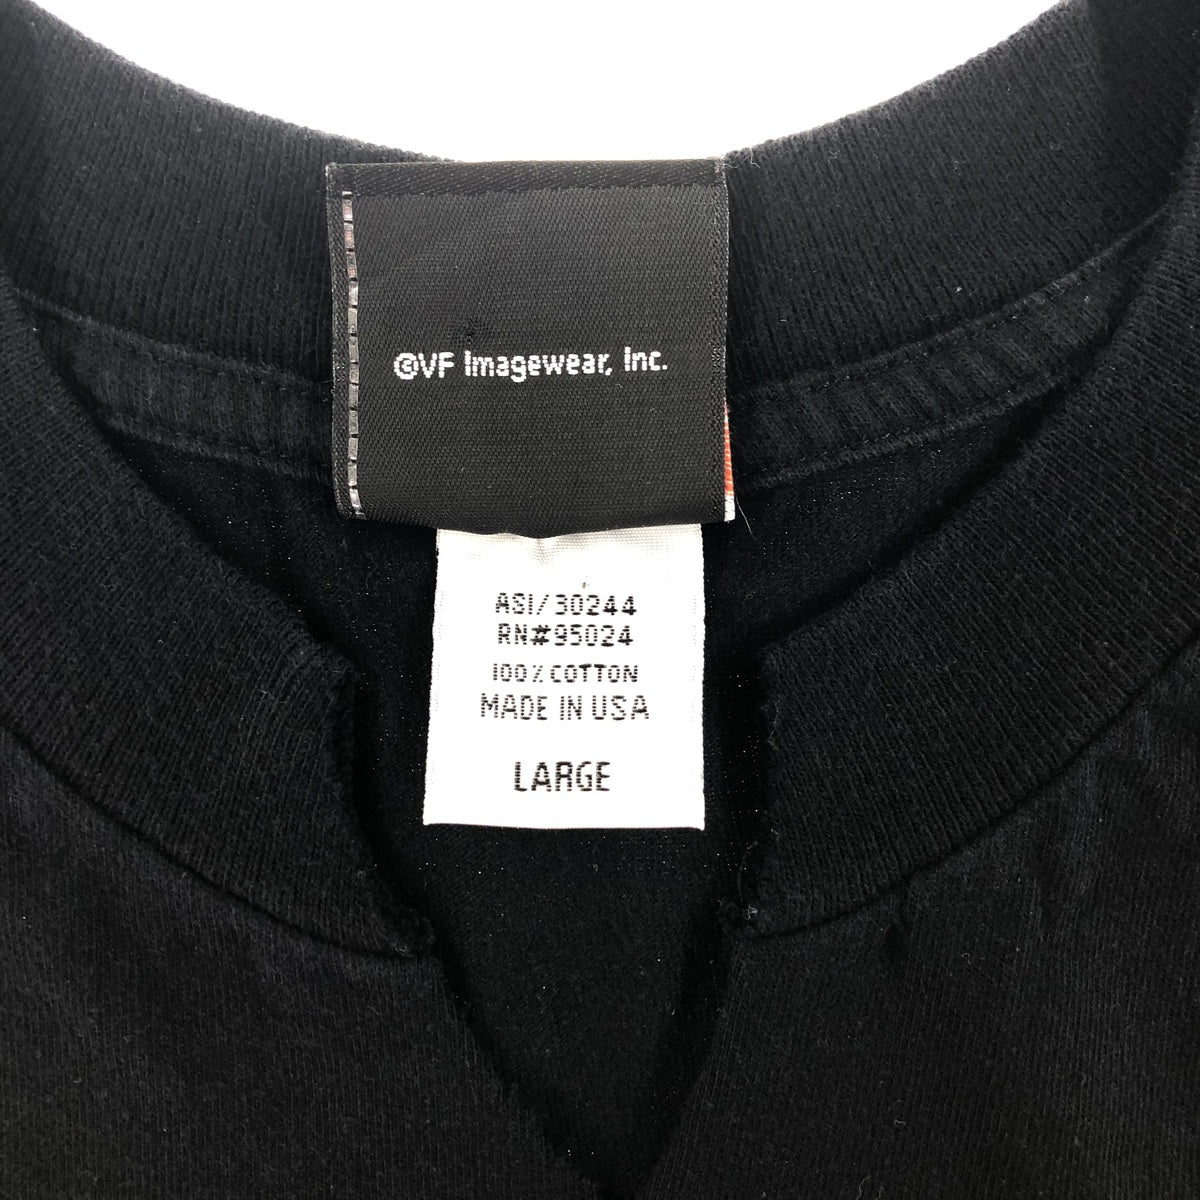 ©VF Imagewear, Inc.
ASI/30244
RN#95024
100% COTTON
MADE IN USA
LARGE